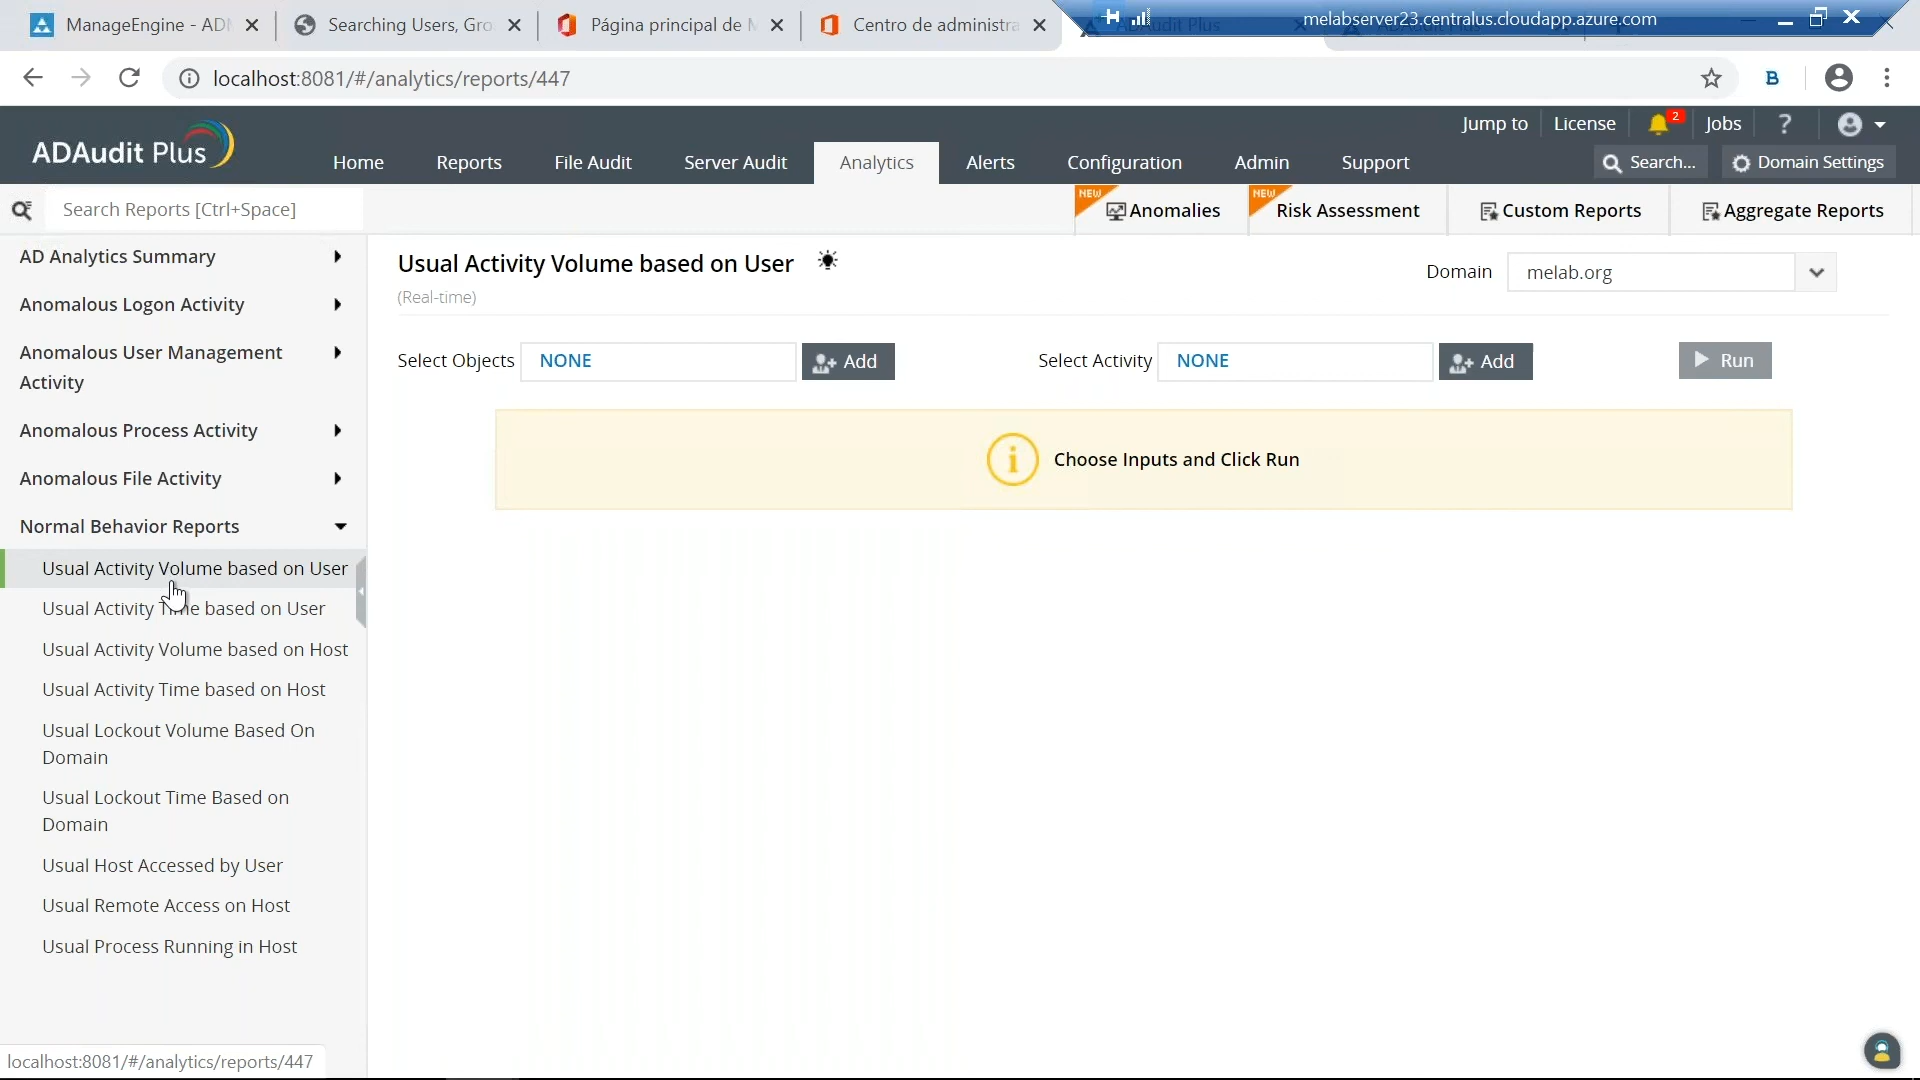 ManageEngine - AD
Searching Users, Gro
Página principal de M
Centro de administra
ADAudit Plus
melabserver23.centralus.cloudapp.azure.com
localhost:8081/#/analytics/reports/447
B
ADAudit Plus
Jump to
License
2
Jobs
?
Home
Reports
File Audit
Server Audit
Analytics
Alerts
Configuration
Admin
Support
Search...
Domain Settings
Search Reports [Ctrl+Space]
NEW
Anomalies
NEW
Risk Assessment
Custom Reports
Aggregate Reports
AD Analytics Summary
Anomalous Logon Activity
Anomalous User Management
Activity
Anomalous Process Activity
Anomalous File Activity
Normal Behavior Reports
Usual Activity Volume based on User
Usual Activity Time based on User
Usual Activity Volume based on Host
Usual Activity Time based on Host
Usual Lockout Volume Based On
Domain
Usual Lockout Time Based on
Domain
Usual Host Accessed by User
Usual Remote Access on Host
Usual Process Running in Host
Usual Activity Volume based on User
(Real-time)
Domain
melab.org
Select Objects
NONE
Add
Select Activity
NONE
Add
Run
Choose Inputs and Click Run
localhost:8081/#/analytics/reports/447